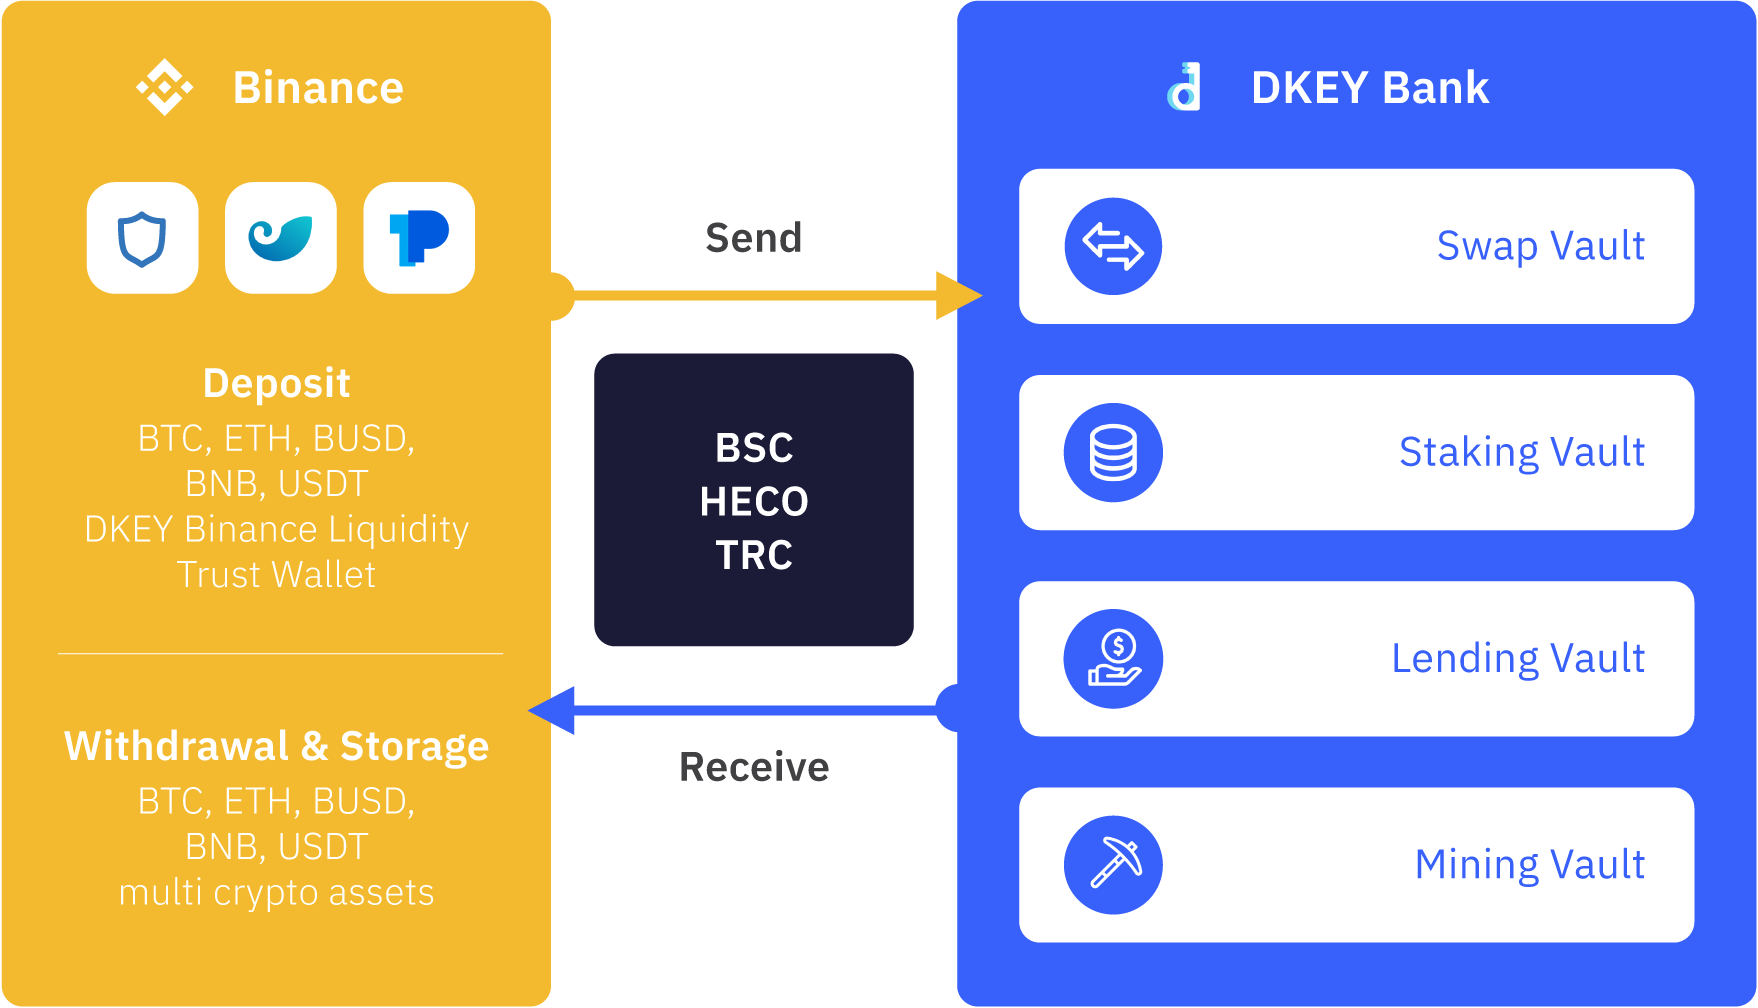 Binance
Deposit
BTC, ETH, BUSD,
BNB, USDT
DKEY Binance Liquidity
Trust Wallet
Withdrawal & Storage
BTC, ETH, BUSD,
BNB, USDT
multi crypto assets
Send
BSC
HECO
TRC
Receive
DKEY Bank
Swap Vault
Staking Vault
Lending Vault
Mining Vault